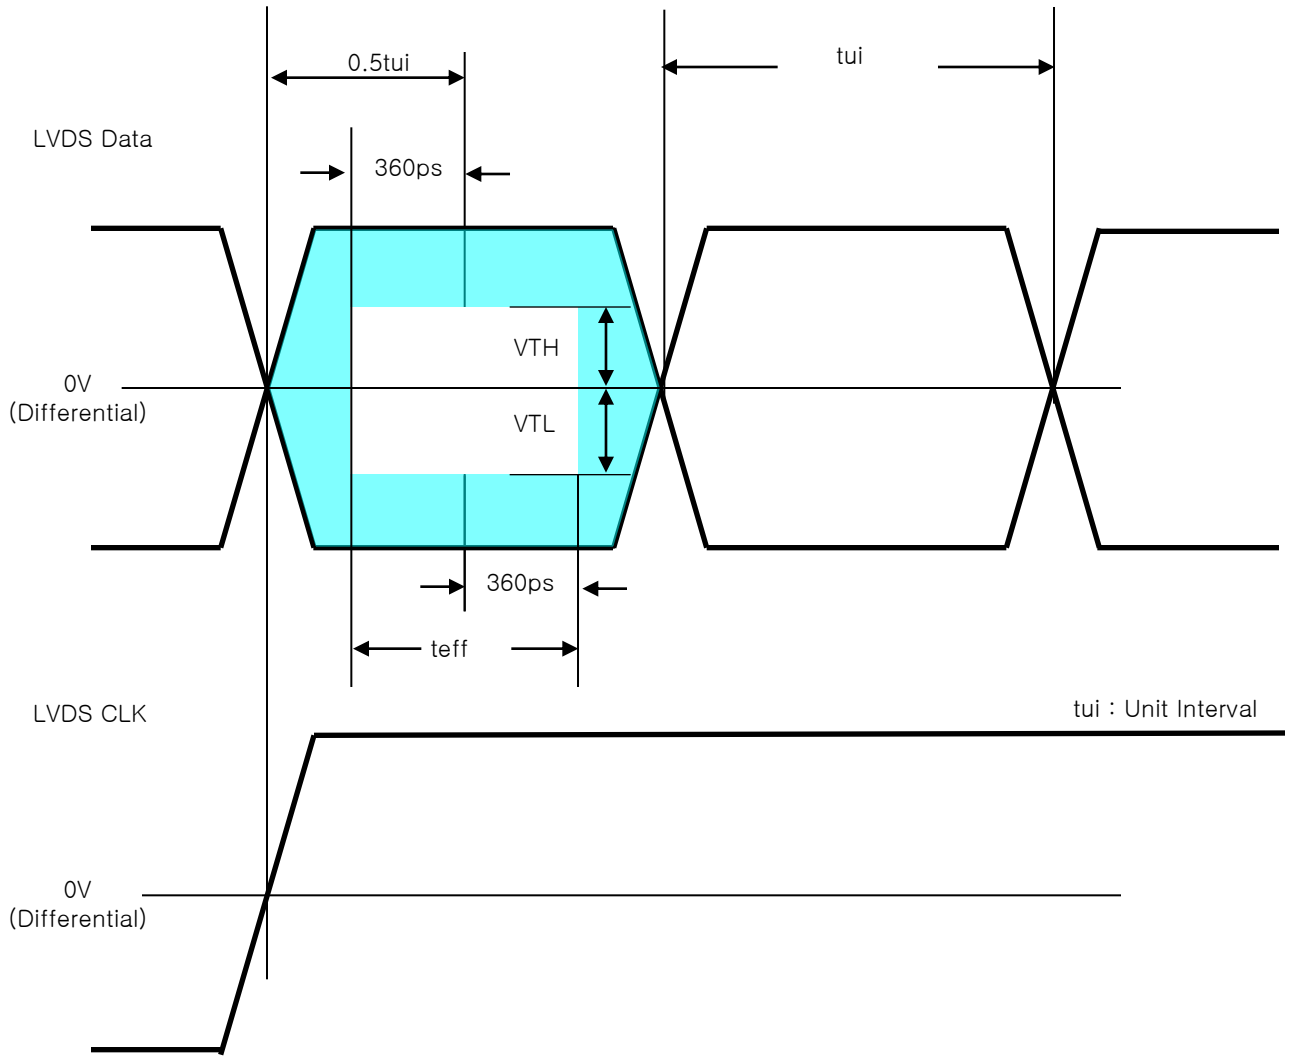 0.5tui
tui
LVDS Data
360ps
VTH
0V
(Differential)
VTL
360ps
teff
LVDS CLK
tui : Unit Interval
0V
(Differential)